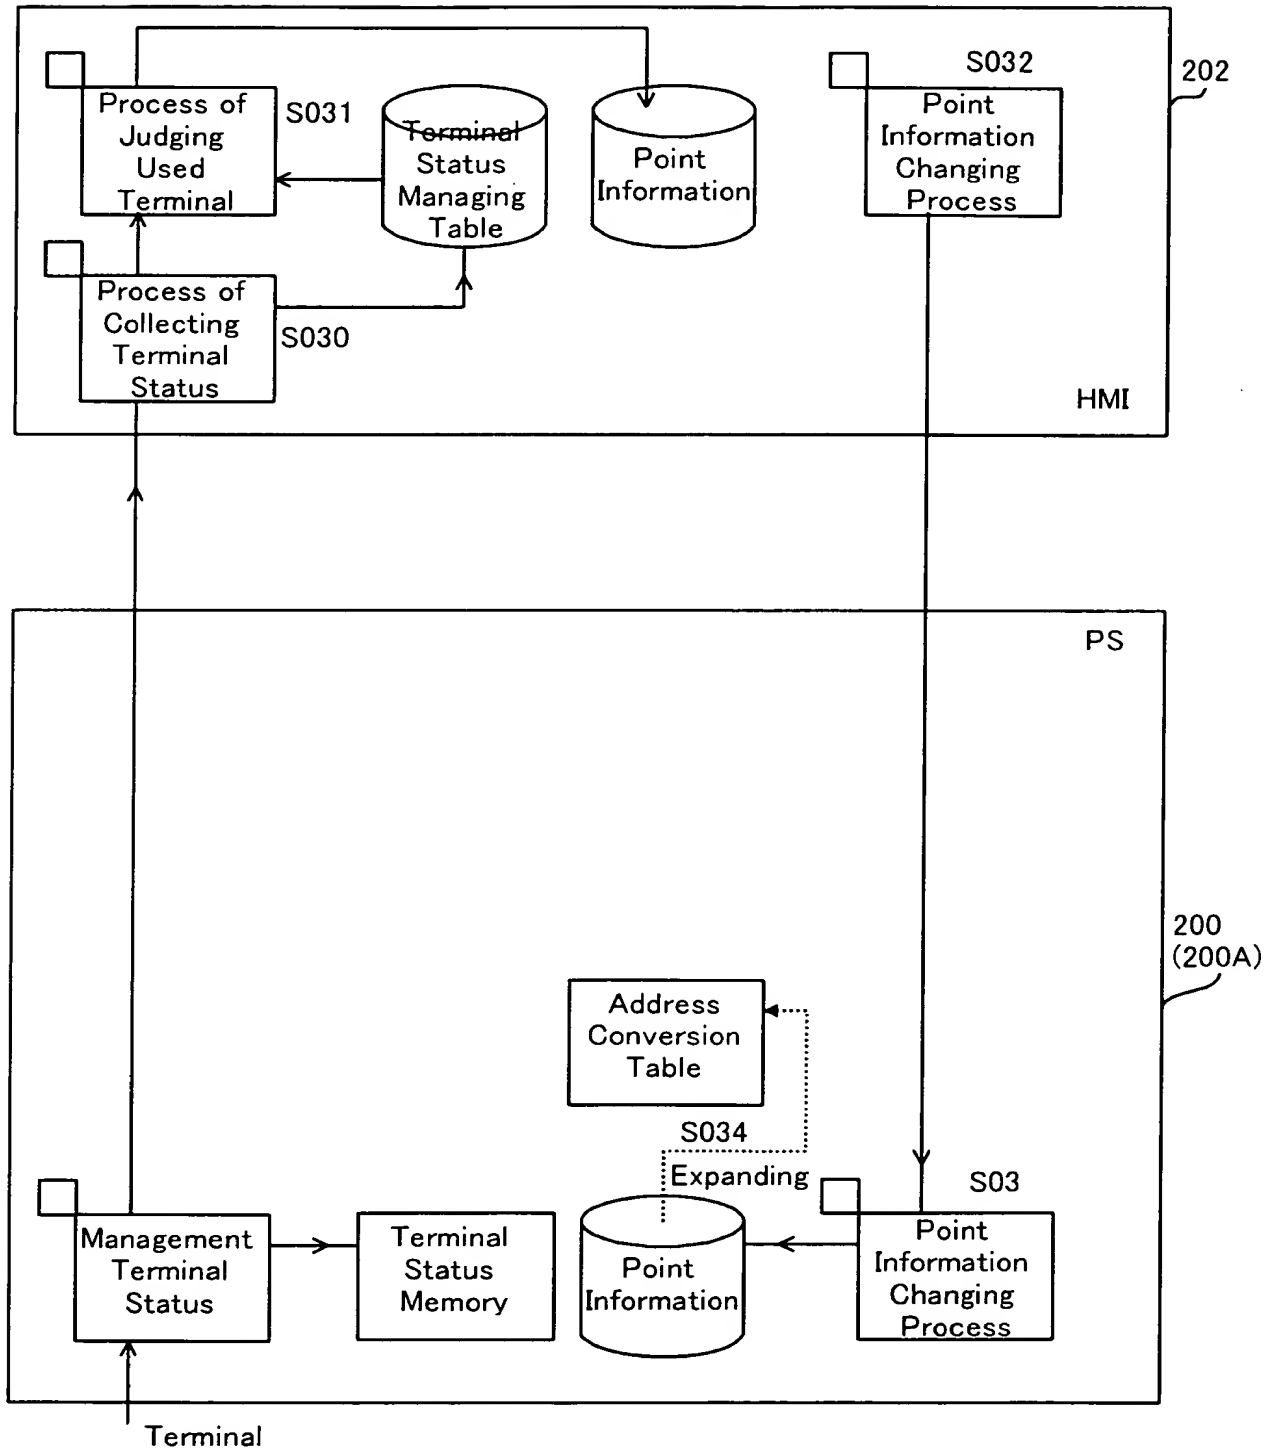 S032
202
Process of
Judging
Used
Terminal
S031
Terminal
Status
Managing
Table
Point
Information
Point
Information
Changing
Process
Process of
Collecting
Terminal
Status
S030
HMI
PS
200
(200A)
Address
Conversion
Table
S034
Expanding
S03
Management
Terminal
Status
Terminal
Status
Memory
Point
Information
Point
Information
Changing
Process
Terminal